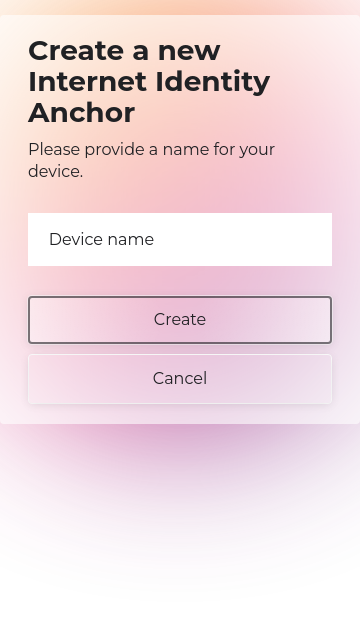 Create a new
Internet Identity
Anchor
Please provide a name for your
device.
Device name
Create
Cancel